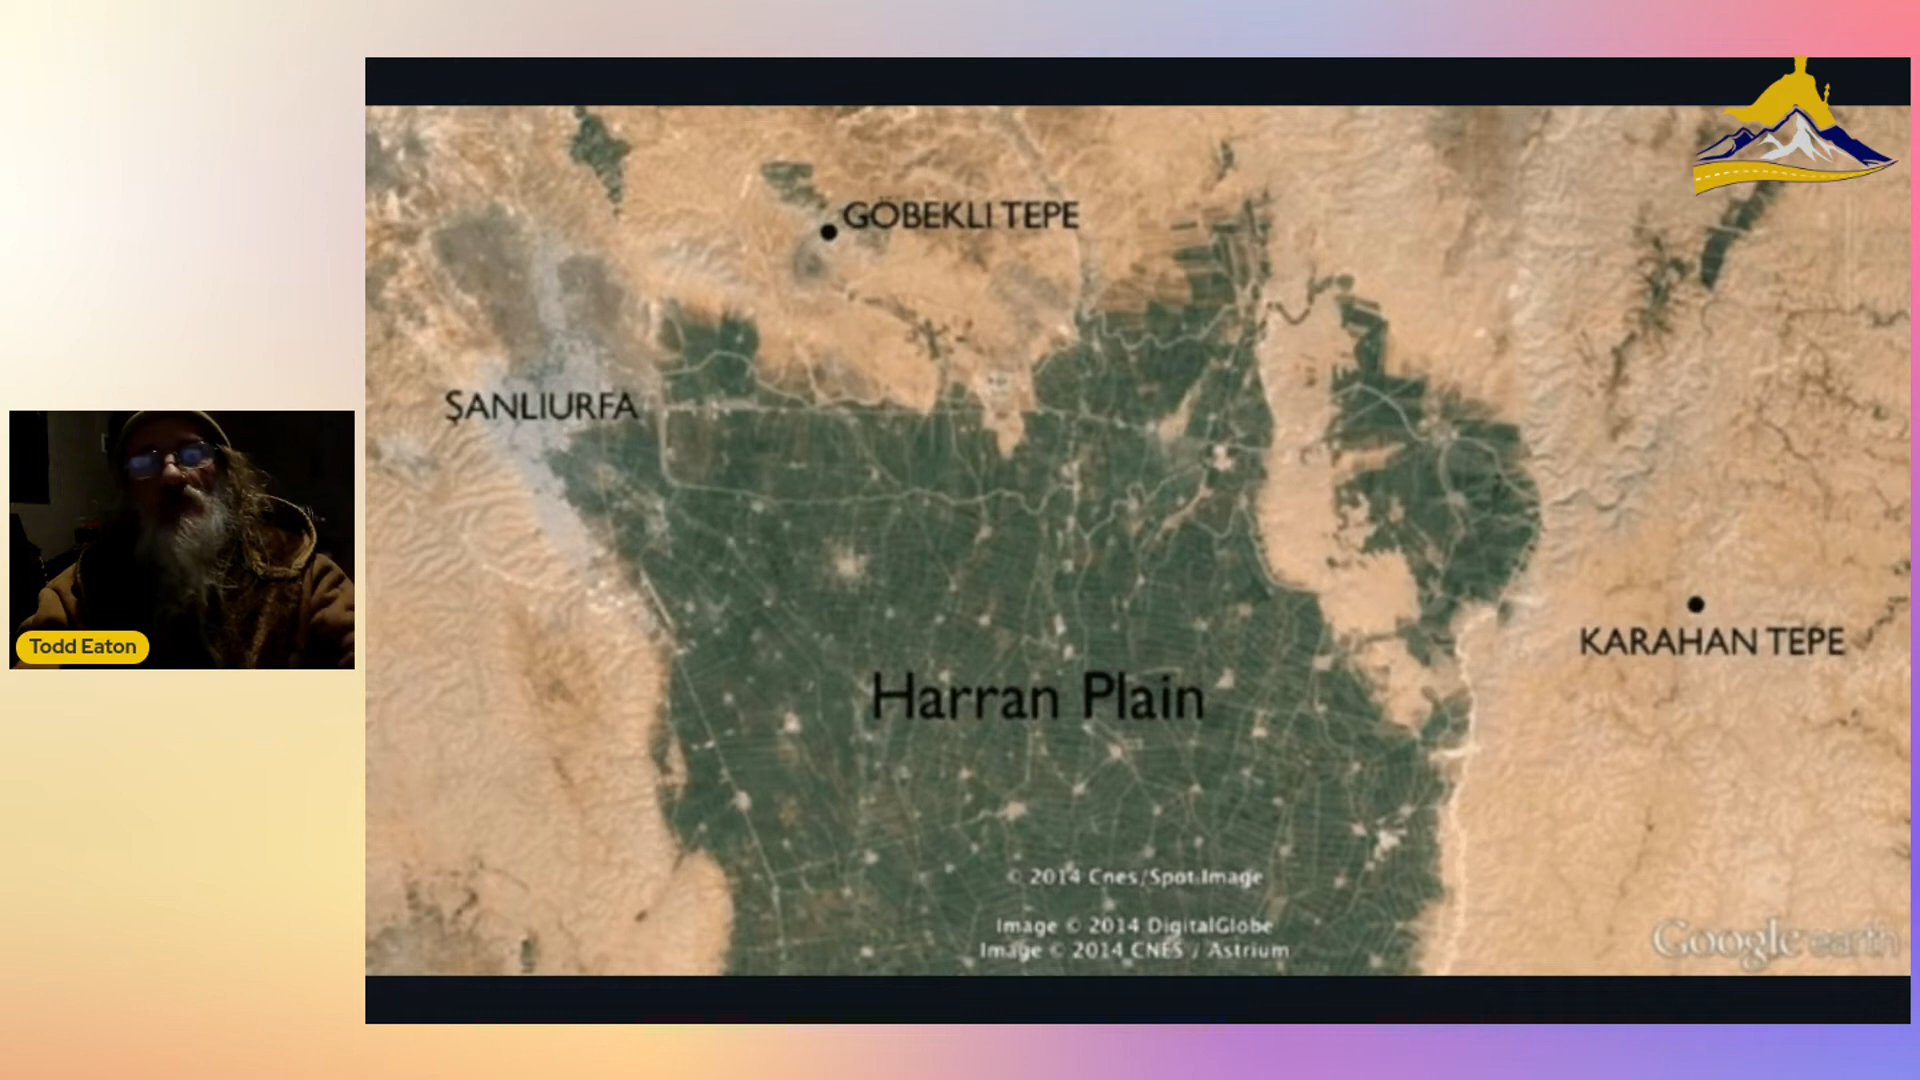 GÖBEKLI TEPE
ŞANLIURFA
KARAHAN TEPE
Todd Eaton
Harran Plain
© 2014 Cnes/Spot Image
Image © 2014 DigitalGlobe
Image © 2014 CNES / Astrium
Google earth